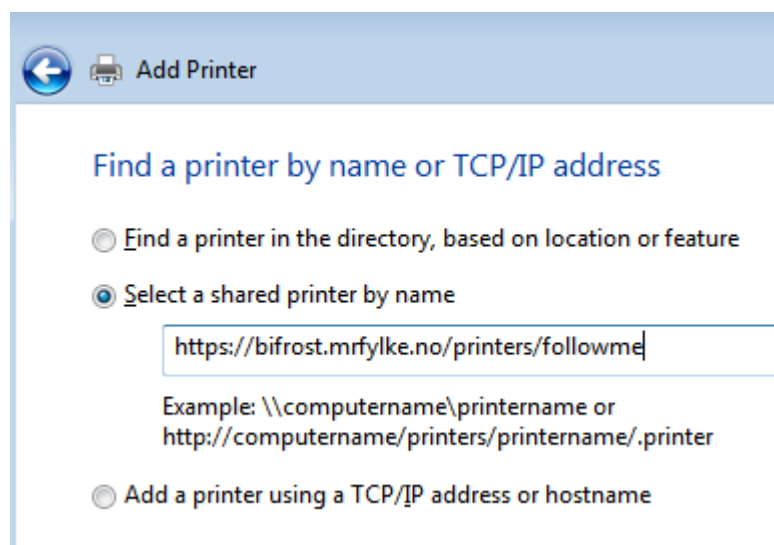 Add Printer
Find a printer by name or TCP/IP address
Find a printer in the directory, based on location or feature
Select a shared printer by name
https://bifrost.mrfylke.no/printers/followme
Example: \\computername\printername or
http://computername/printers/printername/.printer
Add a printer using a TCP/IP address or hostname